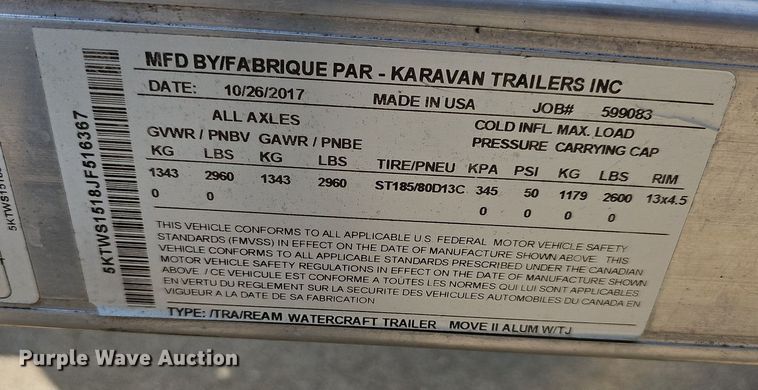 MFD BY/FABRIQUE PAR - KARAVAN TRAILERS INC
DATE: 10/26/2017 MADE IN USA JOB# 599083
ALL AXLES COLD INFL. MAX. LOAD
GVWR / PNBV GAWR / PNBE PRESSURE CARRYING CAP
KG LBS KG LBS TIRE/PNEU KPA PSI KG LBS RIM
1343 2960 1343 2960 ST185/80D13C 345 50 1179 2600 13x4.5
0 0 0 0 0 0
THIS VEHICLE CONFORMS TO ALL APPLICABLE U.S. FEDERAL MOTOR VEHICLE SAFETY
STANDARDS (FMVSS) IN EFFECT ON THE DATE OF MANUFACTURE SHOWN ABOVE. THIS
VEHICLE CONFORMS TO ALL APPLICABLE STANDARDS PRESCRIBED UNDER THE CANADIAN
MOTOR VEHICLE SAFETY REGULATIONS IN EFFECT ON THE DATE OF MANUFACTURE SHOWN
ABOVE. / CE VEHICULE EST CONFORME A TOUTES LES NORMES QUI LUI SONT APPLICABLES
EN VERTU DU REGLEMENT SUR LA SECURITE DES VEHICULES AUTOMOBILES DU CANADA EN
VIGUEUR A LA DATE DE SA FABRICATION
TYPE: /TRA/REAM WATERCRAFT TRAILER MOVE II ALUM W/TJ
5KTWS1518JF516367
Purple Wave Auction